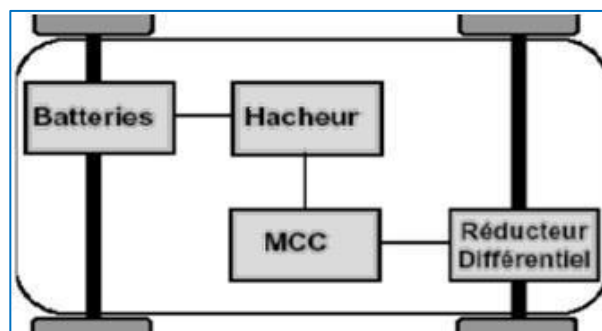 Batteries
Hacheur
MCC
Réducteur
Différentiel